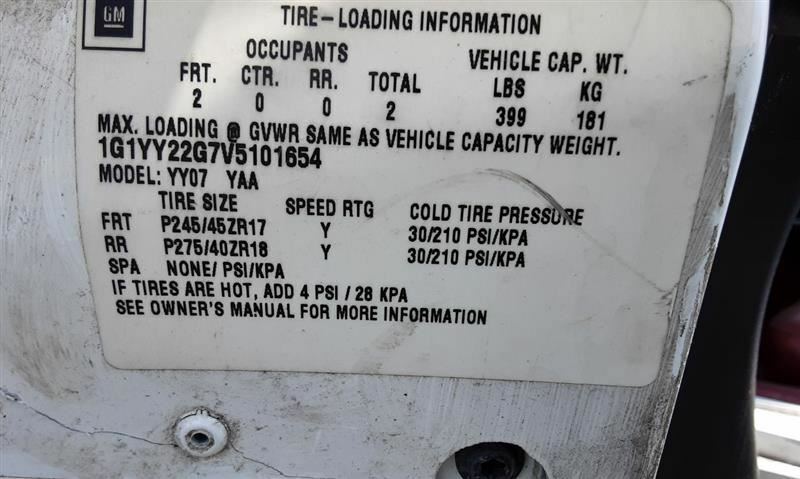 GM
TIRE-LOADING INFORMATION
OCCUPANTS VEHICLE CAP. WT.
FRT. CTR. RR. TOTAL LBS KG
2 0 0 2 399 181
MAX. LOADING @ GVWR SAME AS VEHICLE CAPACITY WEIGHT.
1G1YY22G7V5101654
MODEL: YY07 YAA
TIRE SIZE SPEED RTG COLD TIRE PRESSURE
FRT P245/45ZR17 Y 30/210 PSI/KPA
RR P275/40ZR18 Y 30/210 PSI/KPA
SPA NONE/ PSI/KPA
IF TIRES ARE HOT, ADD 4 PSI / 28 KPA
SEE OWNER'S MANUAL FOR MORE INFORMATION